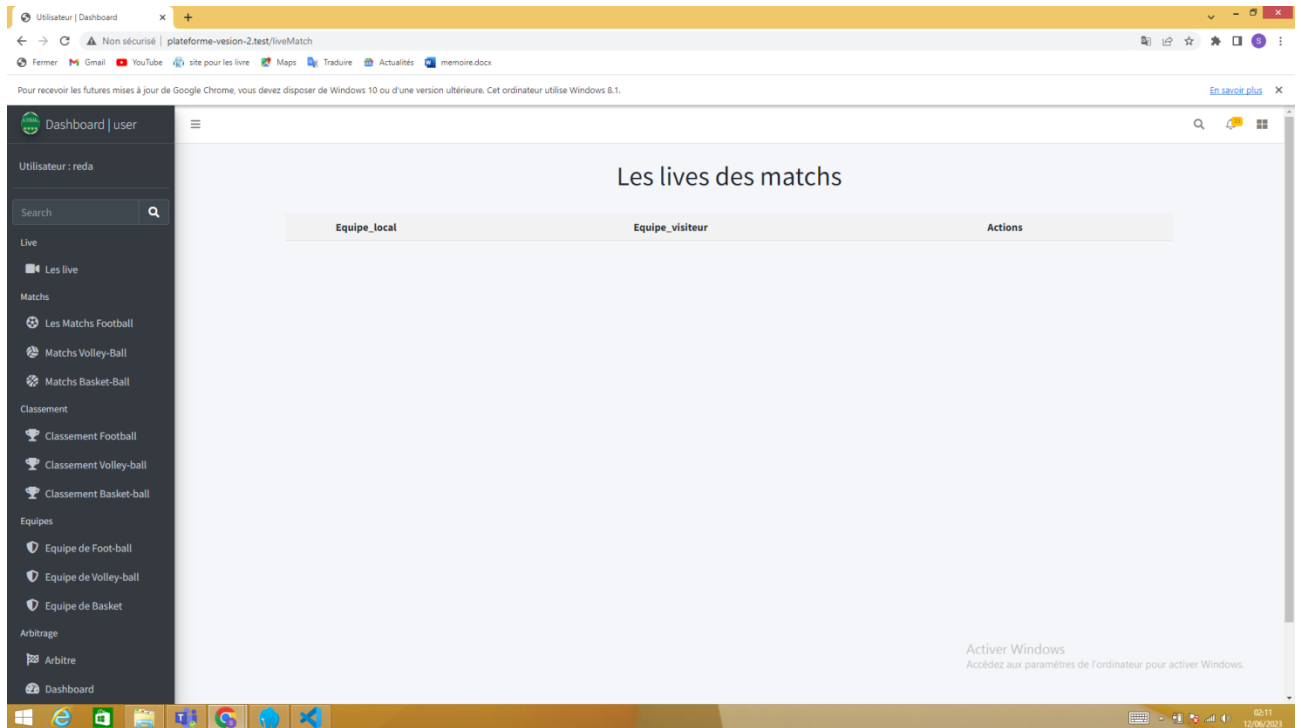 Utilisateur | Dashboard
Non sécurisé | plateforme-vesion-2.test/liveMatch
S
Fermer Gmail YouTube site pour les livre Maps Traduire Actualités memoire.docx
Pour recevoir les futures mises à jour de Google Chrome, vous devez disposer de Windows 10 ou d'une version ultérieure. Cet ordinateur utilise Windows 8.1. En savoir plus
Dashboard | user
Utilisateur : reda
Search
Live
Les live
Matchs
Les Matchs Football
Matchs Volley-Ball
Matchs Basket-Ball
Classement
Classement Football
Classement Volley-ball
Classement Basket-ball
Equipes
Equipe de Foot-ball
Equipe de Volley-ball
Equipe de Basket
Arbitrage
Arbitre
Dashboard
Les lives des matchs
Equipe_local Equipe_visiteur Actions
Activer Windows
Accédez aux paramètres de l'ordinateur pour activer Windows.
02:11
12/06/2023